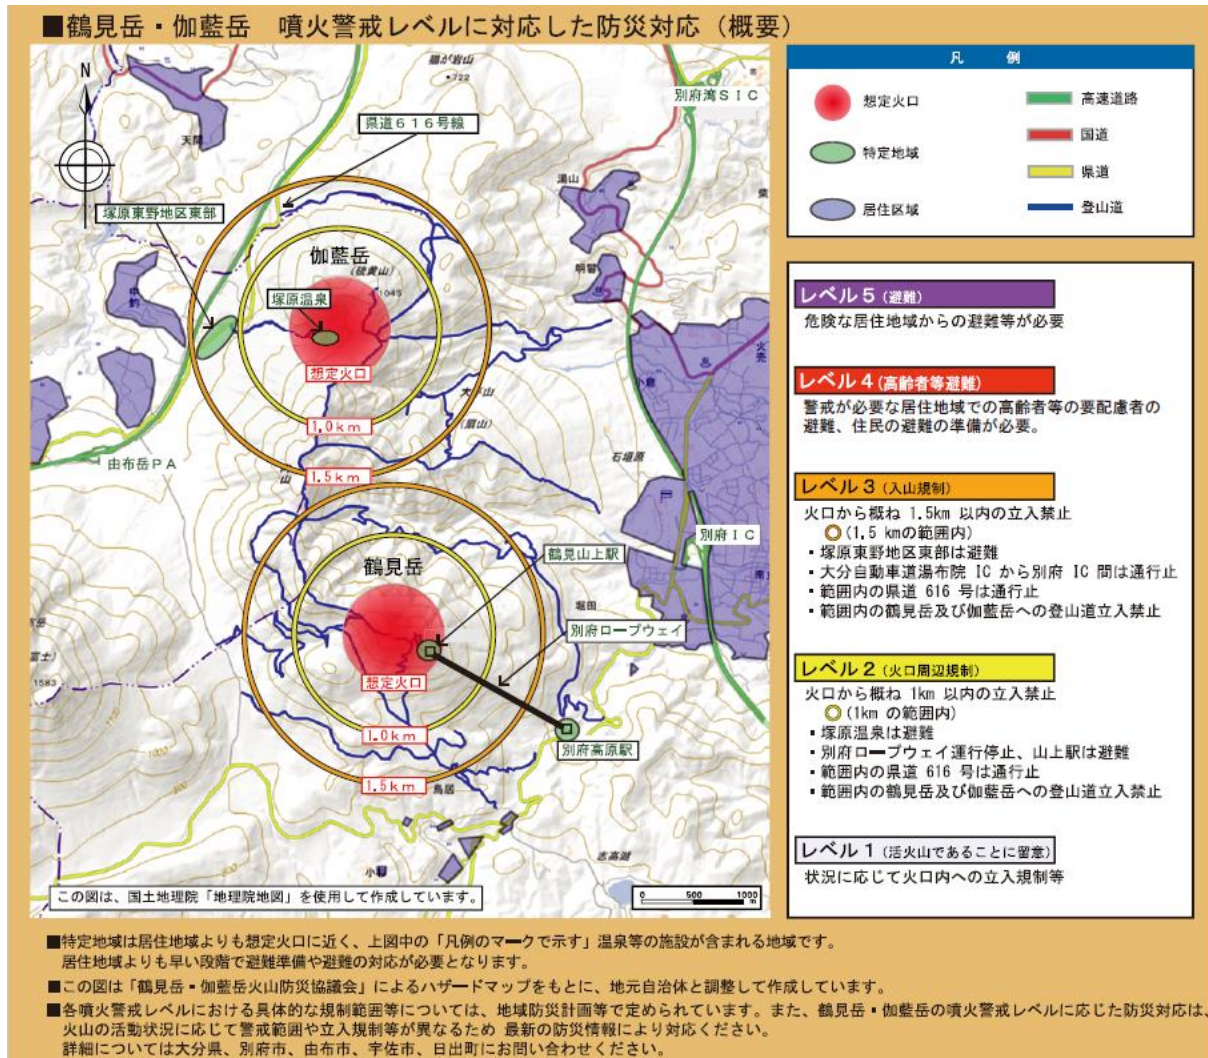 ■鶴見岳・伽藍岳　噴火警戒レベルに対応した防災対応（概要）
N
猫が岩山
・722
別府湾ＳＩＣ
県道６１６号線
天間
湯山
塚原東野地区東部
伽藍岳
(硫黄山)
1045
明礬
塚原温泉
想定火口
小倉
大平山
(扇山)
1.0ｋｍ
由布岳ＰＡ
1.5ｋｍ
石垣原
別府ＩＣ
鶴見山上駅
鶴見岳
堀田
別府ロープウェイ
1583
想定火口
1.0ｋｍ
別府高原駅
1.5ｋｍ
鳥居
志高湖
この図は、国土地理院「地理院地図」を使用して作成しています。
0 500 1000
m
凡　例
想定火口
高速道路
国道
特定地域
県道
居住区域
登山道
レベル５（避難）
危険な居住地域からの避難等が必要
レベル４（高齢者等避難）
警戒が必要な居住地域での高齢者等の要配慮者の
避難、住民の避難の準備が必要。
レベル３（入山規制）
火口から概ね 1.5km 以内の立入禁止
◎(1.5 kmの範囲内)
・塚原東野地区東部は避難
・大分自動車道湯布院 IC から別府 IC 間は通行止
・範囲内の県道 616 号は通行止
・範囲内の鶴見岳及び伽藍岳への登山道立入禁止
レベル２（火口周辺規制）
火口から概ね 1km 以内の立入禁止
◎(1km の範囲内)
・塚原温泉は避難
・別府ロープウェイ運行停止、山上駅は避難
・範囲内の県道 616 号は通行止
・範囲内の鶴見岳及び伽藍岳への登山道立入禁止
レベル１（活火山であることに留意）
状況に応じて火口内への立入規制等
■特定地域は居住地域よりも想定火口に近く、上図中の「凡例のマークで示す」温泉等の施設が含まれる地域です。
居住地域よりも早い段階で避難準備や避難の対応が必要となります。
■この図は「鶴見岳・伽藍岳火山防災協議会」によるハザードマップをもとに、地元自治体と調整して作成しています。
■各噴火警戒レベルにおける具体的な規制範囲等については、地域防災計画等で定められています。また、鶴見岳・伽藍岳の噴火警戒レベルに応じた防災対応は、
火山の活動状況に応じて警戒範囲や立入規制等が異なるため 最新の防災情報により対応ください。
詳細については大分県、別府市、由布市、宇佐市、日出町にお問い合わせください。